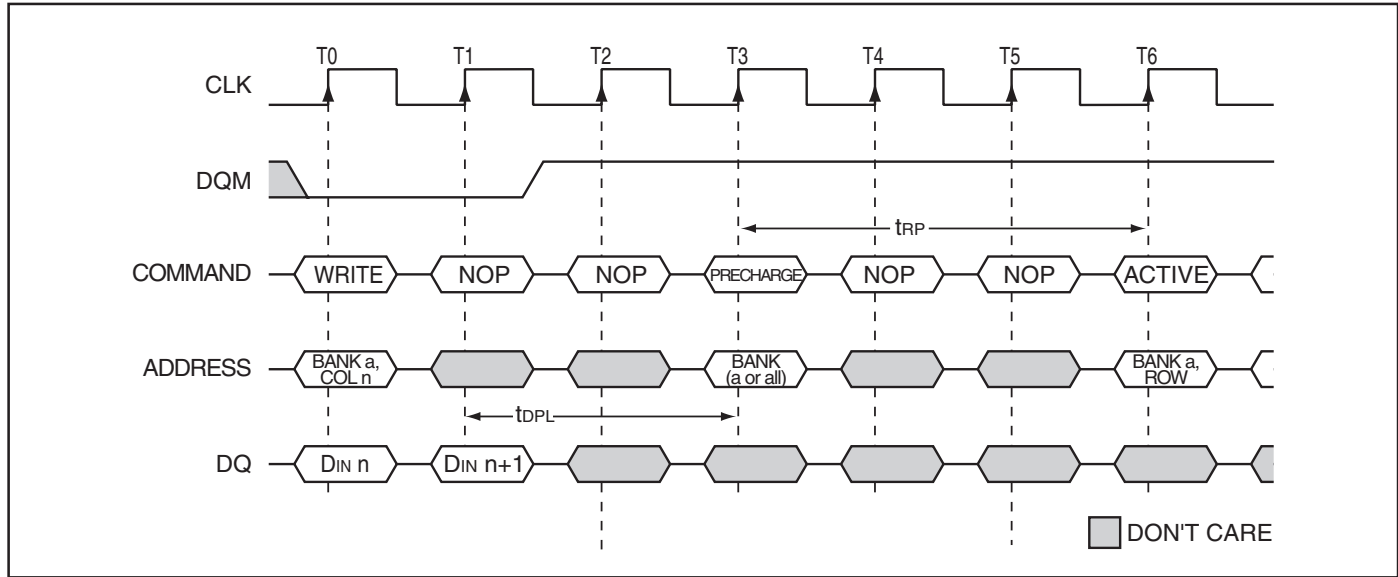 T0 T1 T2 T3 T4 T5 T6
CLK
DQM
tRP
COMMAND WRITE NOP NOP PRECHARGE NOP NOP ACTIVE
ADDRESS BANK a, COL n BANK (a or all) BANK a, ROW
tDPL
DQ DIN n DIN n+1
DON'T CARE